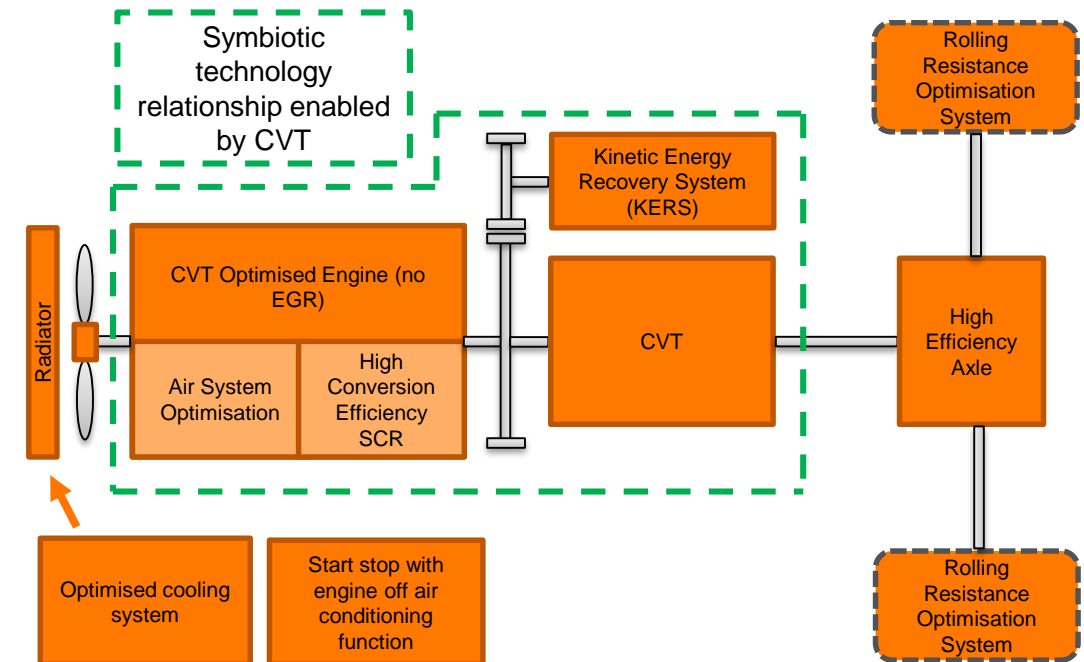 Symbiotic
technology
relationship enabled
by CVT
Rolling
Resistance
Optimisation
System
Kinetic Energy
Recovery System
(KERS)
Radiator
CVT Optimised Engine (no
EGR)
Air System
Optimisation
High
Conversion
Efficiency
SCR
CVT
High
Efficiency
Axle
Optimised cooling
system
Start stop with
engine off air
conditioning
function
Rolling
Resistance
Optimisation
System